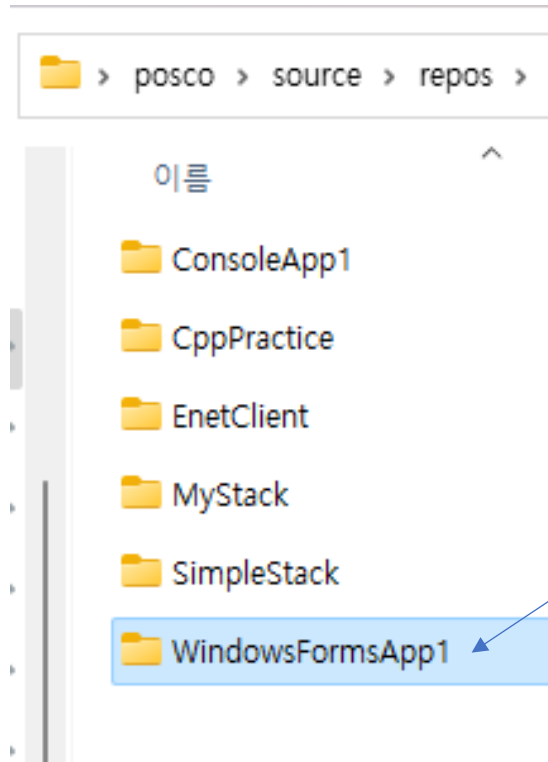 posco > source > repos >
이름
ConsoleApp1
CppPractice
EnetClient
MyStack
SimpleStack
WindowsFormsApp1